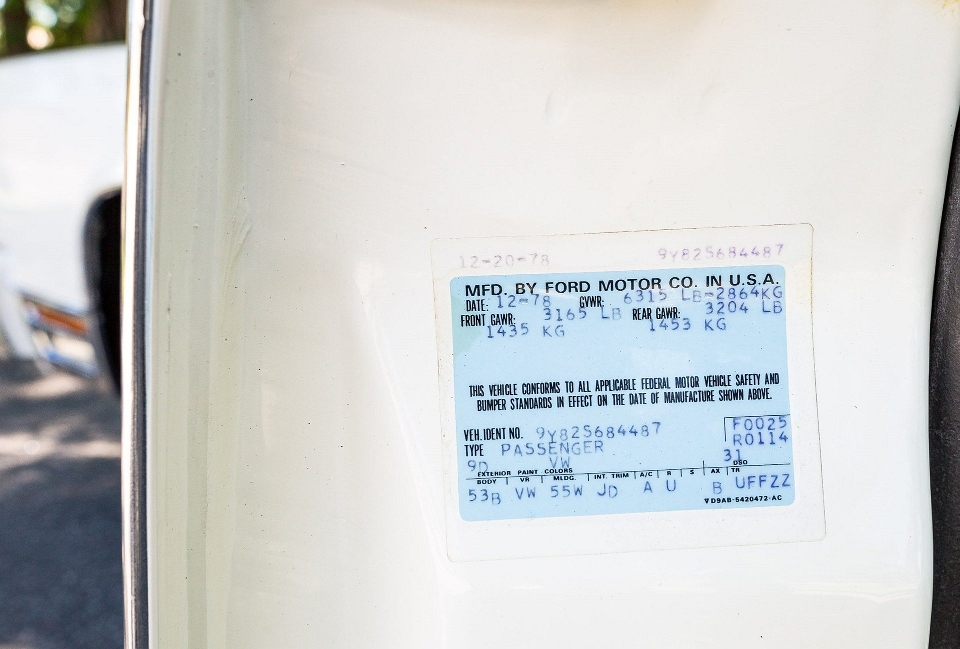 12-20-78 9Y82S684487
MFD. BY FORD MOTOR CO. IN U.S.A.
DATE: 12-78 GVWR: 6315 LB-2864KG
FRONT GAWR: 3165 LB REAR GAWR: 3204 LB
1435 KG 1453 KG
THIS VEHICLE CONFORMS TO ALL APPLICABLE FEDERAL MOTOR VEHICLE SAFETY AND
BUMPER STANDARDS IN EFFECT ON THE DATE OF MANUFACTURE SHOWN ABOVE.
F0025
VEH. IDENT NO. 9Y82S684487 R0114
TYPE PASSENGER 31
9D VW DSO
EXTERIOR PAINT COLORS
BODY VR MLDG. INT. TRIM A/C R S AX TR
53B VW 55W JD A U B UFFZZ
D9AB-5420472-AC